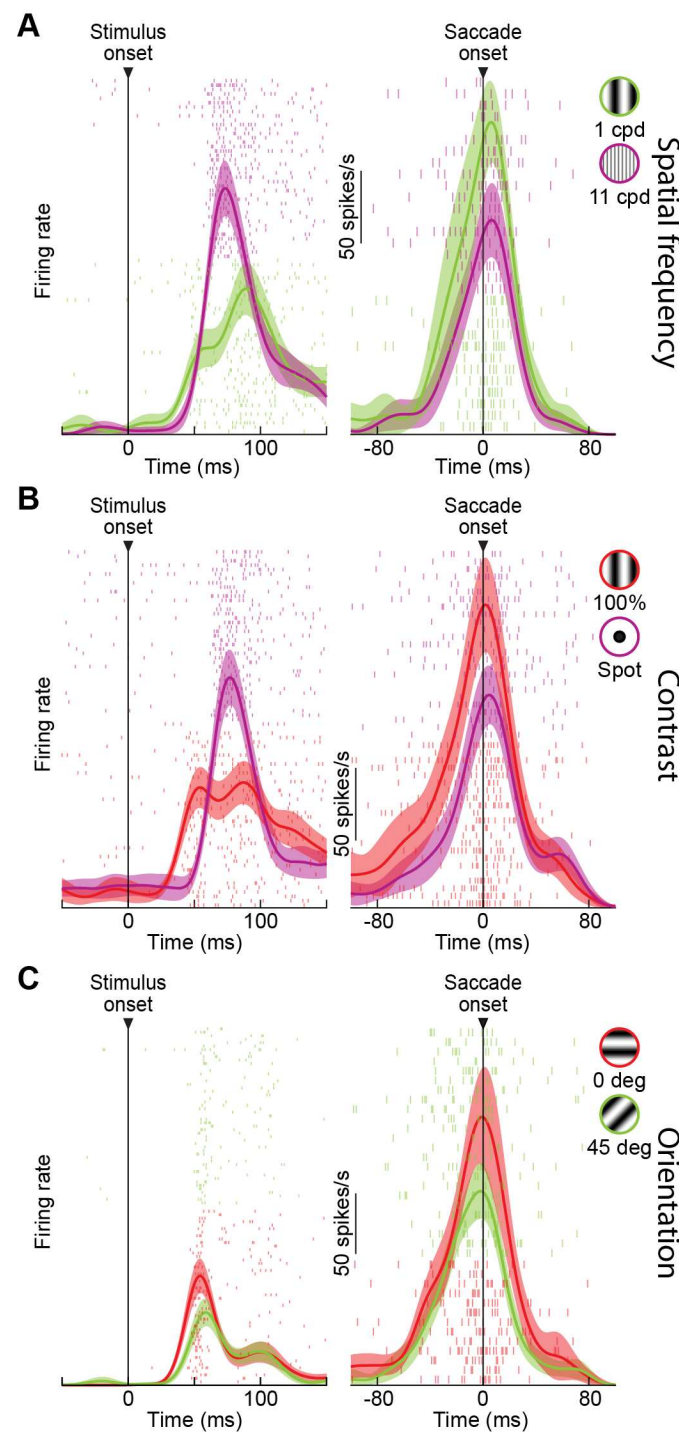 A
Stimulus
onset
Saccade
onset
1 cpd
11 cpd
Spatial frequency
Firing rate
50 spikes/s
0
100
-80
0
80
Time (ms)
Time (ms)
B
Stimulus
onset
Saccade
onset
100%
Spot
Contrast
Firing rate
50 spikes/s
0
100
-80
0
80
Time (ms)
Time (ms)
C
Stimulus
onset
Saccade
onset
0 deg
45 deg
Orientation
Firing rate
50 spikes/s
0
100
-80
0
80
Time (ms)
Time (ms)